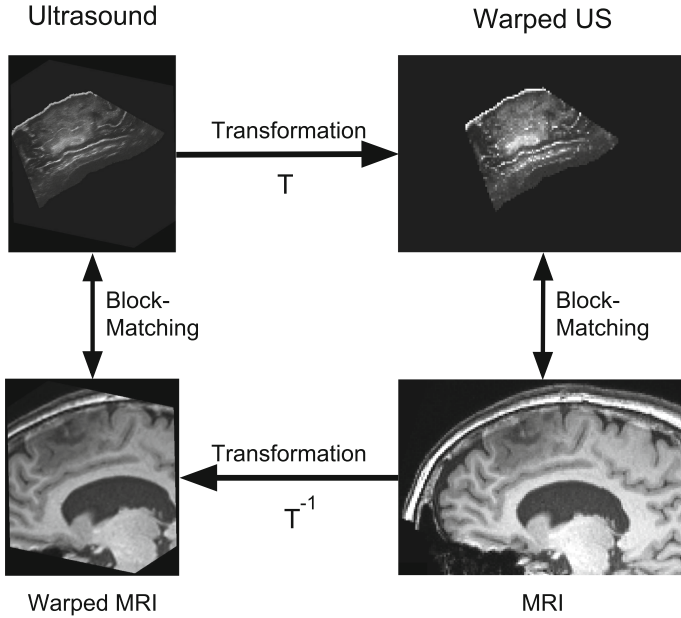 Ultrasound
Warped US
Transformation
T
Block-
Matching
Block-
Matching
Transformation
T-1
Warped MRI
MRI